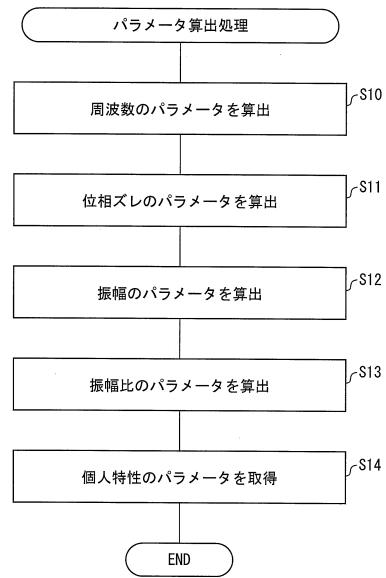 パラメータ算出処理
周波数のパラメータを算出
S10
位相ズレのパラメータを算出
S11
振幅のパラメータを算出
S12
振幅比のパラメータを算出
S13
個人特性のパラメータを取得
S14
END